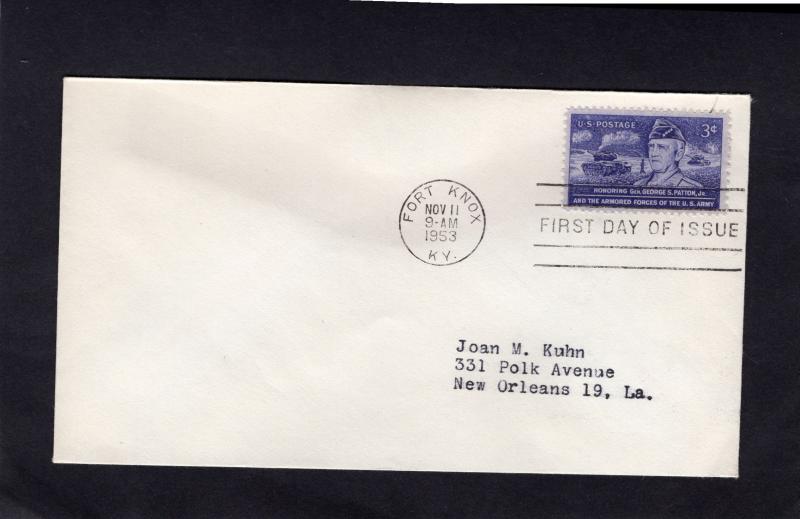 U·S·POSTAGE 3¢
HONORING GEN. GEORGE S. PATTON, JR.
AND THE ARMORED FORCES OF THE U. S. ARMY
FORT KNOX
NOV 11
9-AM
1953
KY.
FIRST DAY OF ISSUE
Joan M. Kuhn
331 Polk Avenue
New Orleans 19, La.